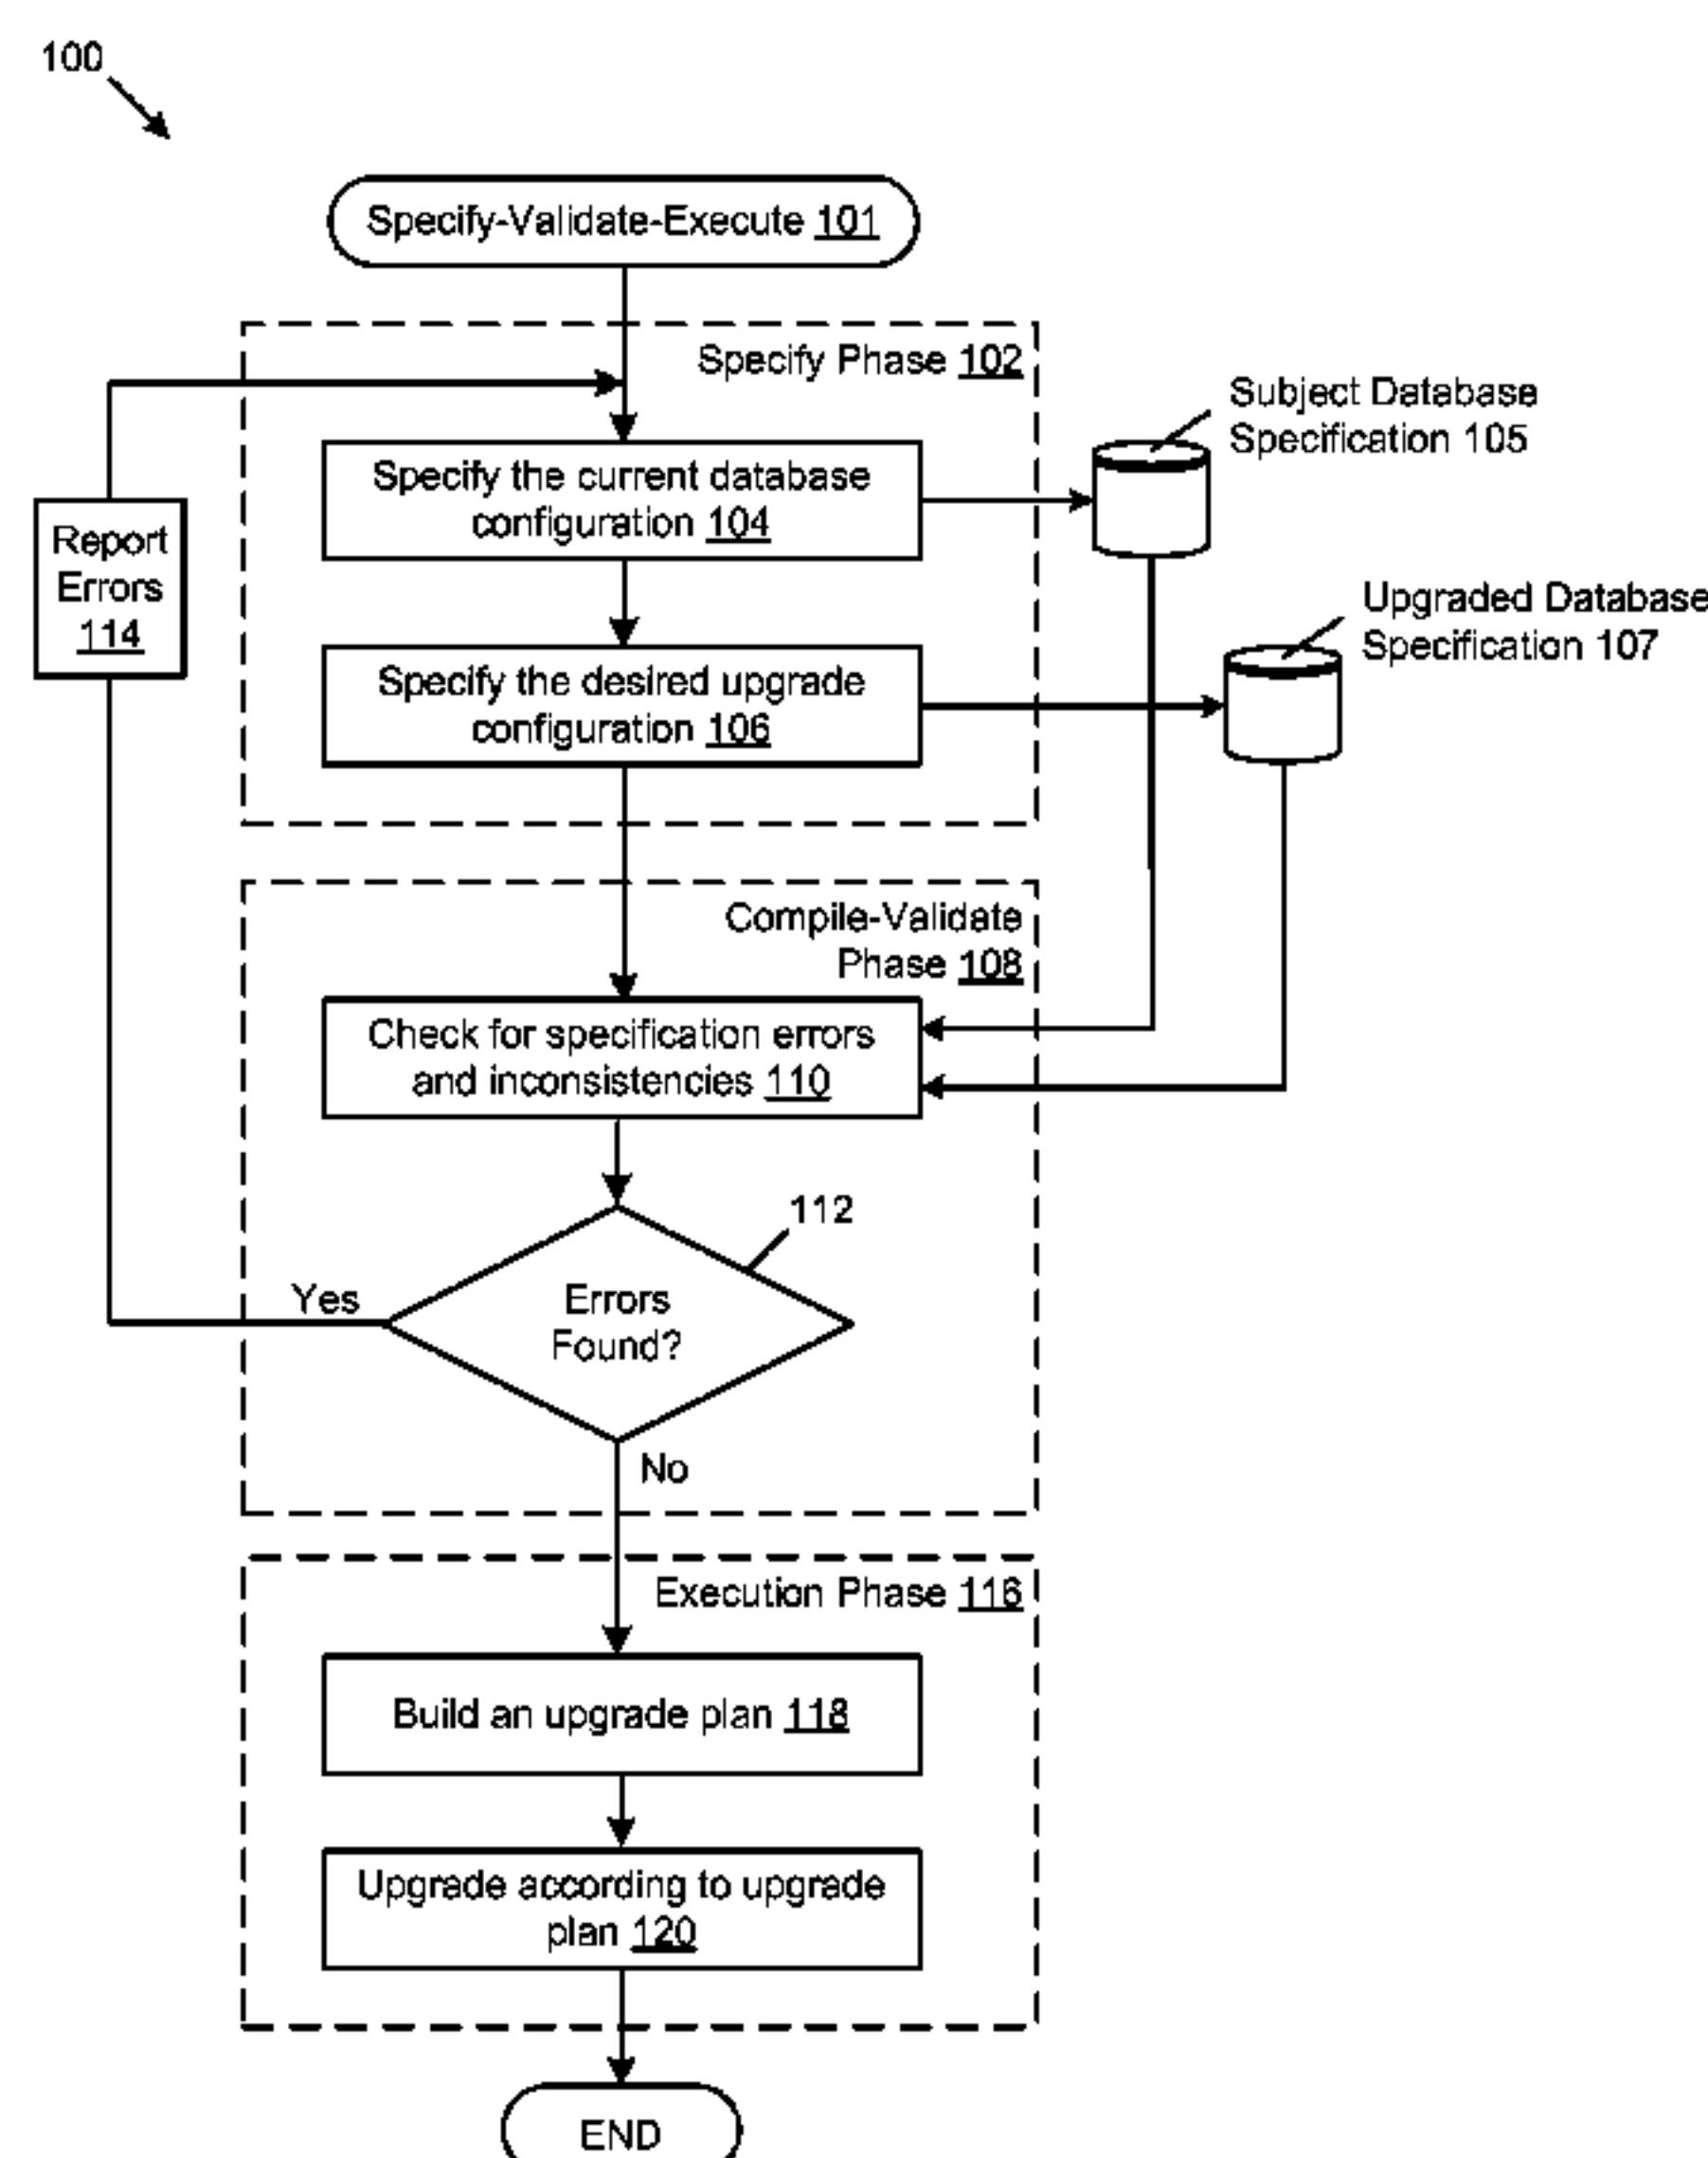 100
Specify-Validate-Execute 101
Specify Phase 102
Subject Database
Specification 105
Specify the current database
configuration 104
Report
Errors
114
Upgraded Database
Specification 107
Specify the desired upgrade
configuration 106
Compile-Validate
Phase 108
Check for specification errors
and inconsistencies 110
112
Yes
Errors
Found?
No
Execution Phase 116
Build an upgrade plan 118
Upgrade according to upgrade
plan 120
END